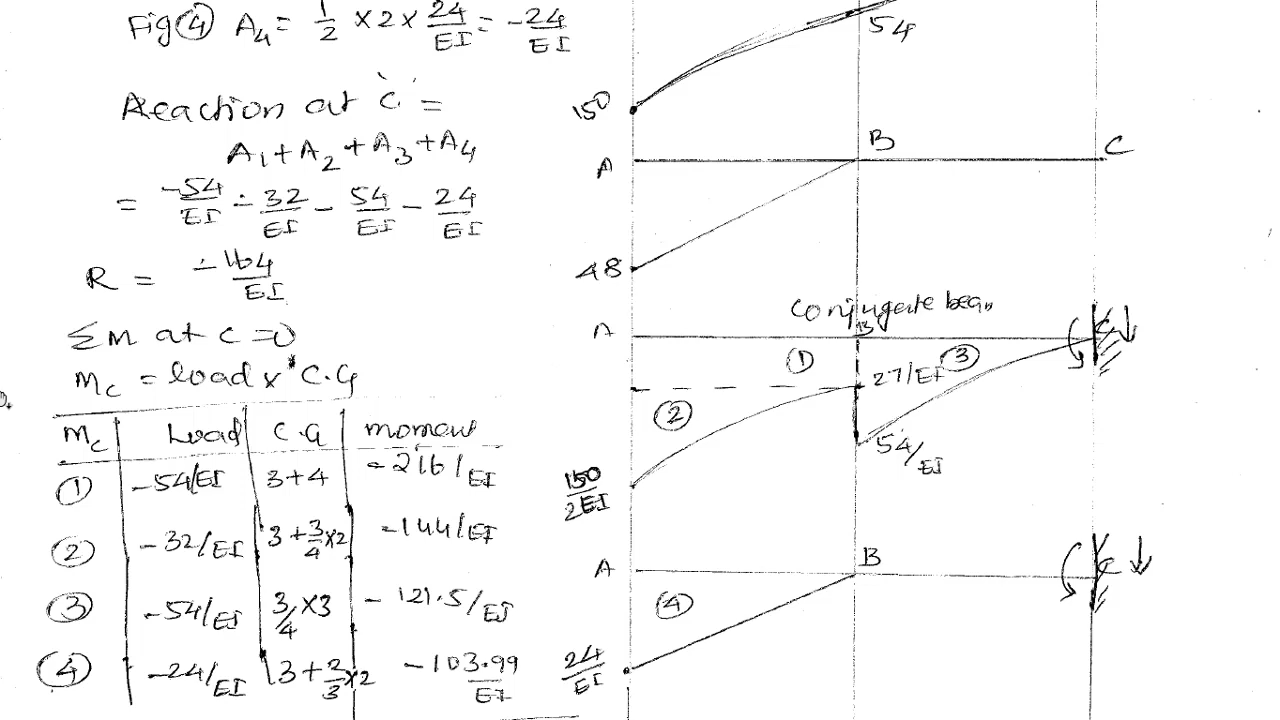 Fig ④ A₄ = 1/2 × 2 × 24/EI = -24/EI
Reaction at 'C' =
A₁ + A₂ + A₃ + A₄
= -54/EI - 32/EI - 54/EI - 24/EI
R = -164/EI
ΣM at C = 0
Mc = load × C.G
Mc Load C.G moment
① -54/EI 3+4 -216/EI
② -32/EI 3+3/4×2 -144/EI
③ -54/EI 3/4×3 -121.5/EI
④ -24/EI 3+2/3×2 -103.99/EI
54
150
A B C
48
Conjugate beam
A B C
① 27/EI ③
②
54/EI
150/2EI
A B C
④
24/EI